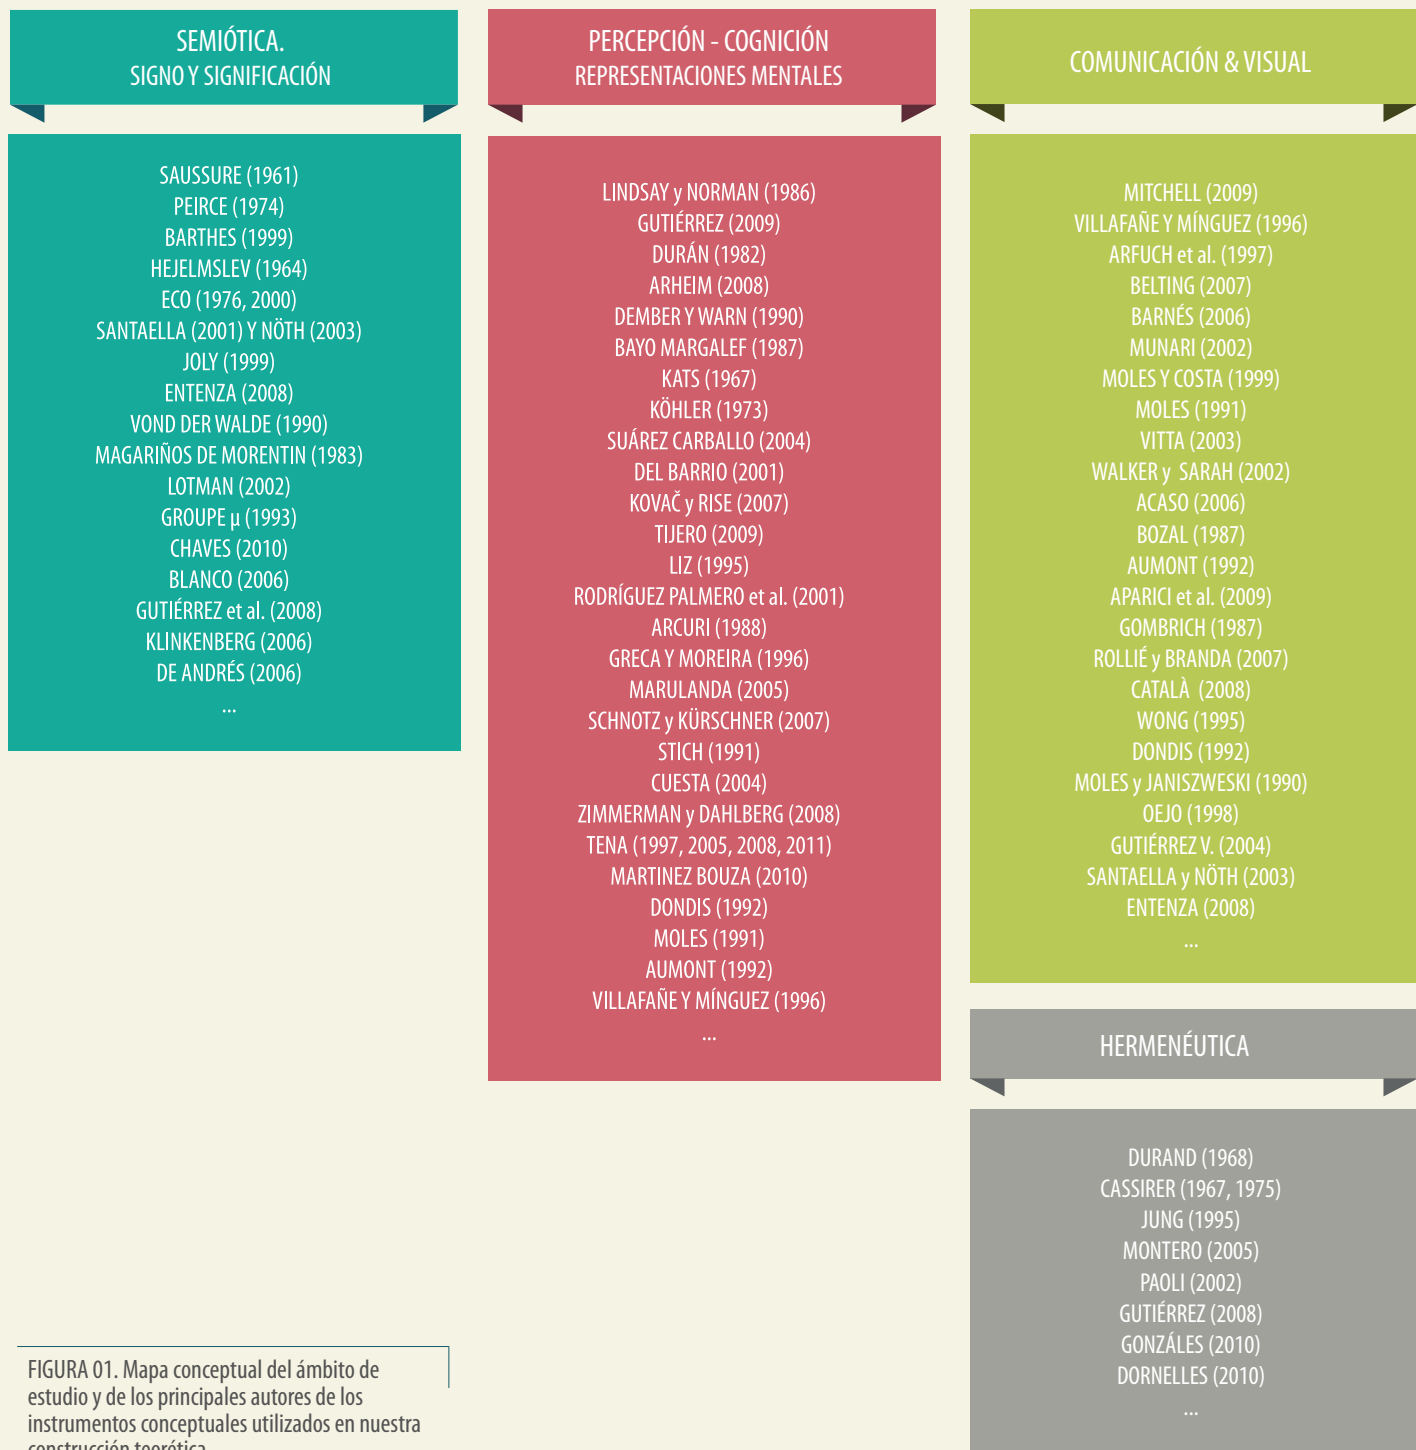 SEMIÓTICA.
SIGNO Y SIGNIFICACIÓN
SAUSSURE (1961)
PEIRCE (1974)
BARTHES (1999)
HEJELMSLEV (1964)
ECO (1976, 2000)
SANTAELLA (2001) Y NÖTH (2003)
JOLY (1999)
ENTENZA (2008)
VOND DER WALDE (1990)
MAGARIÑOS DE MORENTIN (1983)
LOTMAN (2002)
GROUPE µ (1993)
CHAVES (2010)
BLANCO (2006)
GUTIÉRREZ et al. (2008)
KLINKENBERG (2006)
DE ANDRÉS (2006)
...
PERCEPCIÓN - COGNICIÓN
REPRESENTACIONES MENTALES
LINDSAY y NORMAN (1986)
GUTIÉRREZ (2009)
DURÁN (1982)
ARHEIM (2008)
DEMBER Y WARN (1990)
BAYO MARGALEF (1987)
KATS (1967)
KÖHLER (1973)
SUÁREZ CARBALLO (2004)
DEL BARRIO (2001)
KOVAČ y RISE (2007)
TIJERO (2009)
LIZ (1995)
RODRÍGUEZ PALMERO et al. (2001)
ARCURI (1988)
GRECA Y MOREIRA (1996)
MARULANDA (2005)
SCHNOTZ y KÜRSCHNER (2007)
STICH (1991)
CUESTA (2004)
ZIMMERMAN y DAHLBERG (2008)
TENA (1997, 2005, 2008, 2011)
MARTINEZ BOUZA (2010)
DONDIS (1992)
MOLES (1991)
AUMONT (1992)
VILLAFAÑE Y MÍNGUEZ (1996)
...
COMUNICACIÓN & VISUAL
MITCHELL (2009)
VILLAFAÑE Y MÍNGUEZ (1996)
ARFUCH et al. (1997)
BELTING (2007)
BARNÉS (2006)
MUNARI (2002)
MOLES Y COSTA (1999)
MOLES (1991)
VITTA (2003)
WALKER y SARAH (2002)
ACASO (2006)
BOZAL (1987)
AUMONT (1992)
APARICI et al. (2009)
GOMBRICH (1987)
ROLLIÉ y BRANDA (2007)
CATALÀ (2008)
WONG (1995)
DONDIS (1992)
MOLES y JANISZWESKI (1990)
OEJO (1998)
GUTIÉRREZ V. (2004)
SANTAELLA y NÖTH (2003)
ENTENZA (2008)
...
HERMENÉUTICA
DURAND (1968)
CASSIRER (1967, 1975)
JUNG (1995)
MONTERO (2005)
PAOLI (2002)
GUTIÉRREZ (2008)
GONZÁLES (2010)
DORNELLES (2010)
...
FIGURA 01. Mapa conceptual del ámbito de
estudio y de los principales autores de los
instrumentos conceptuales utilizados en nuestra
construcción teorética